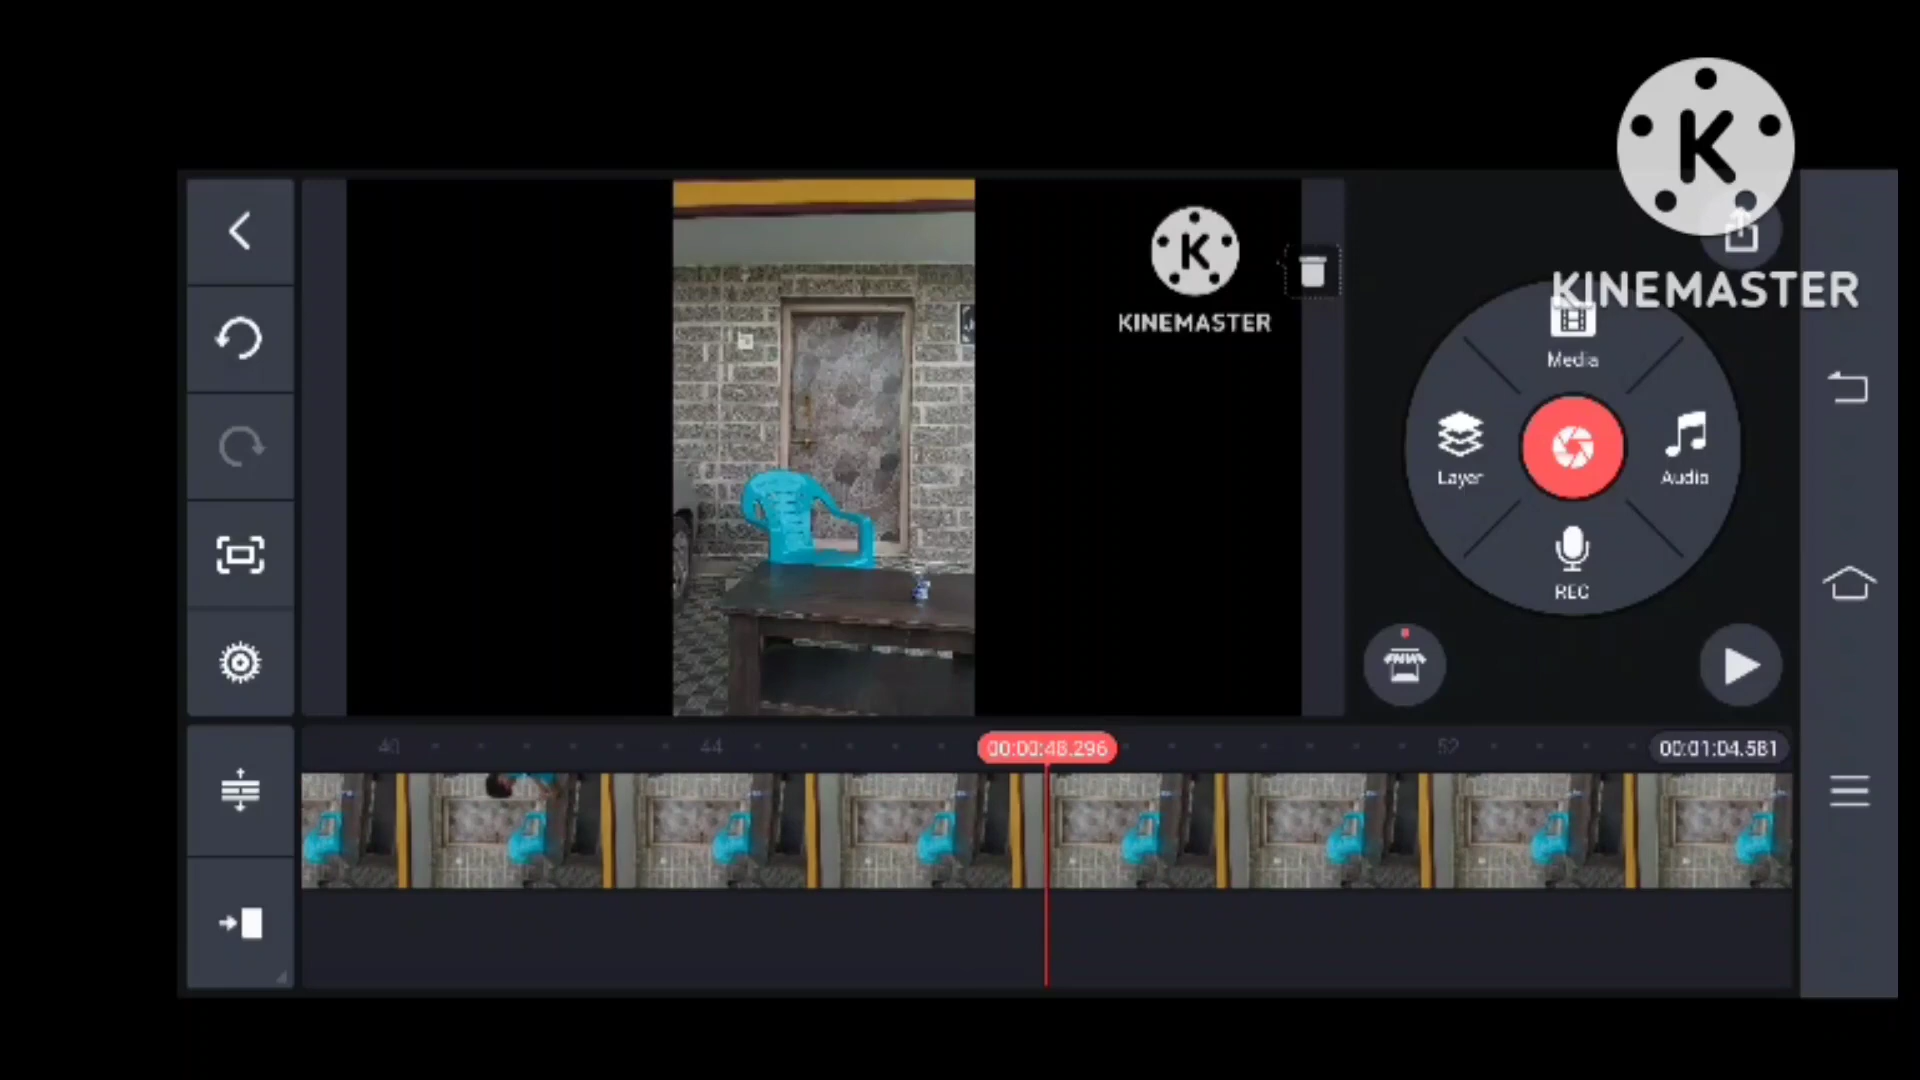 K
KINEMASTER
K
KINEMASTER
Media
Layer
Audio
REC
40
44
00:00:48.296
52
00:01:04.581